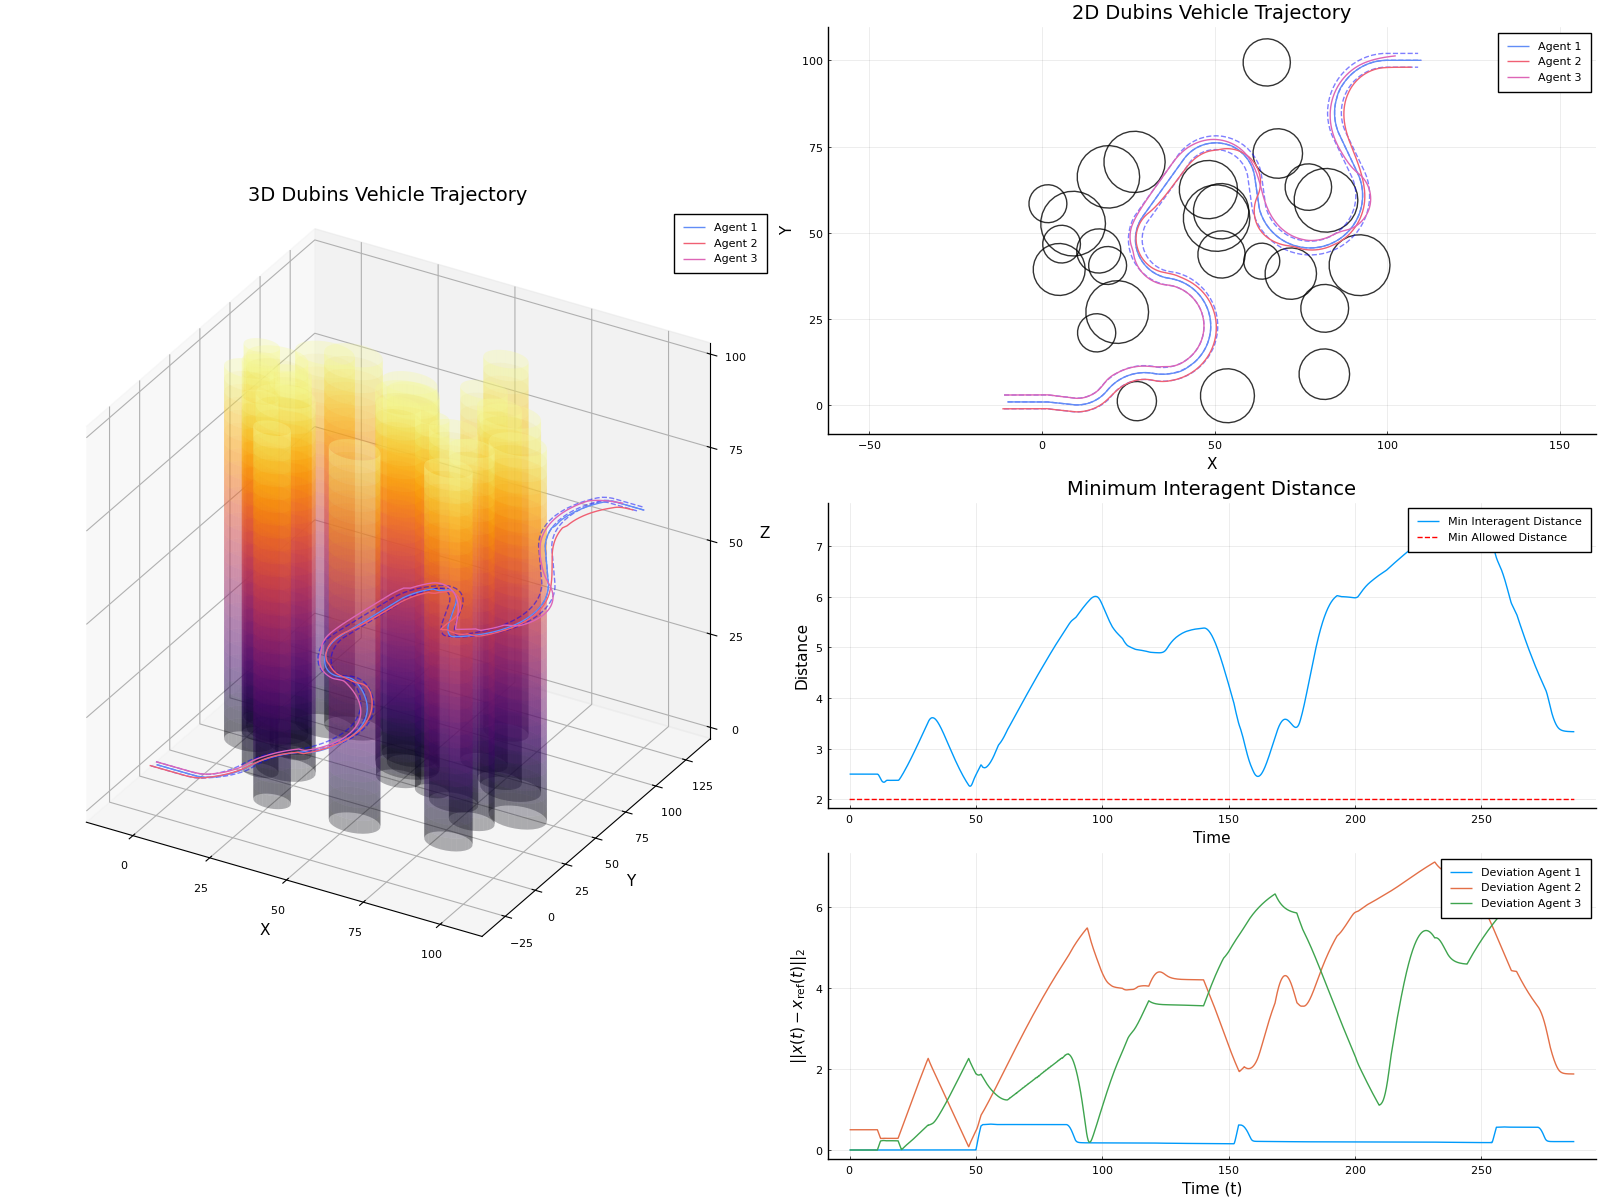 3D Dubins Vehicle Trajectory
Agent 1
Agent 2
Agent 3
100
75
50
25
0
Z
0
25
50
75
100
X
−25
0
25
50
75
100
125
Y
2D Dubins Vehicle Trajectory
Agent 1
Agent 2
Agent 3
100
75
50
25
0
Y
−50
0
50
100
150
X
Minimum Interagent Distance
Min Interagent Distance
Min Allowed Distance
7
6
5
4
3
2
Distance
0
50
100
150
200
250
Time
Deviation Agent 1
Deviation Agent 2
Deviation Agent 3
6
4
2
0
||x(t) − x_ref(t)||_2
0
50
100
150
200
250
Time (t)